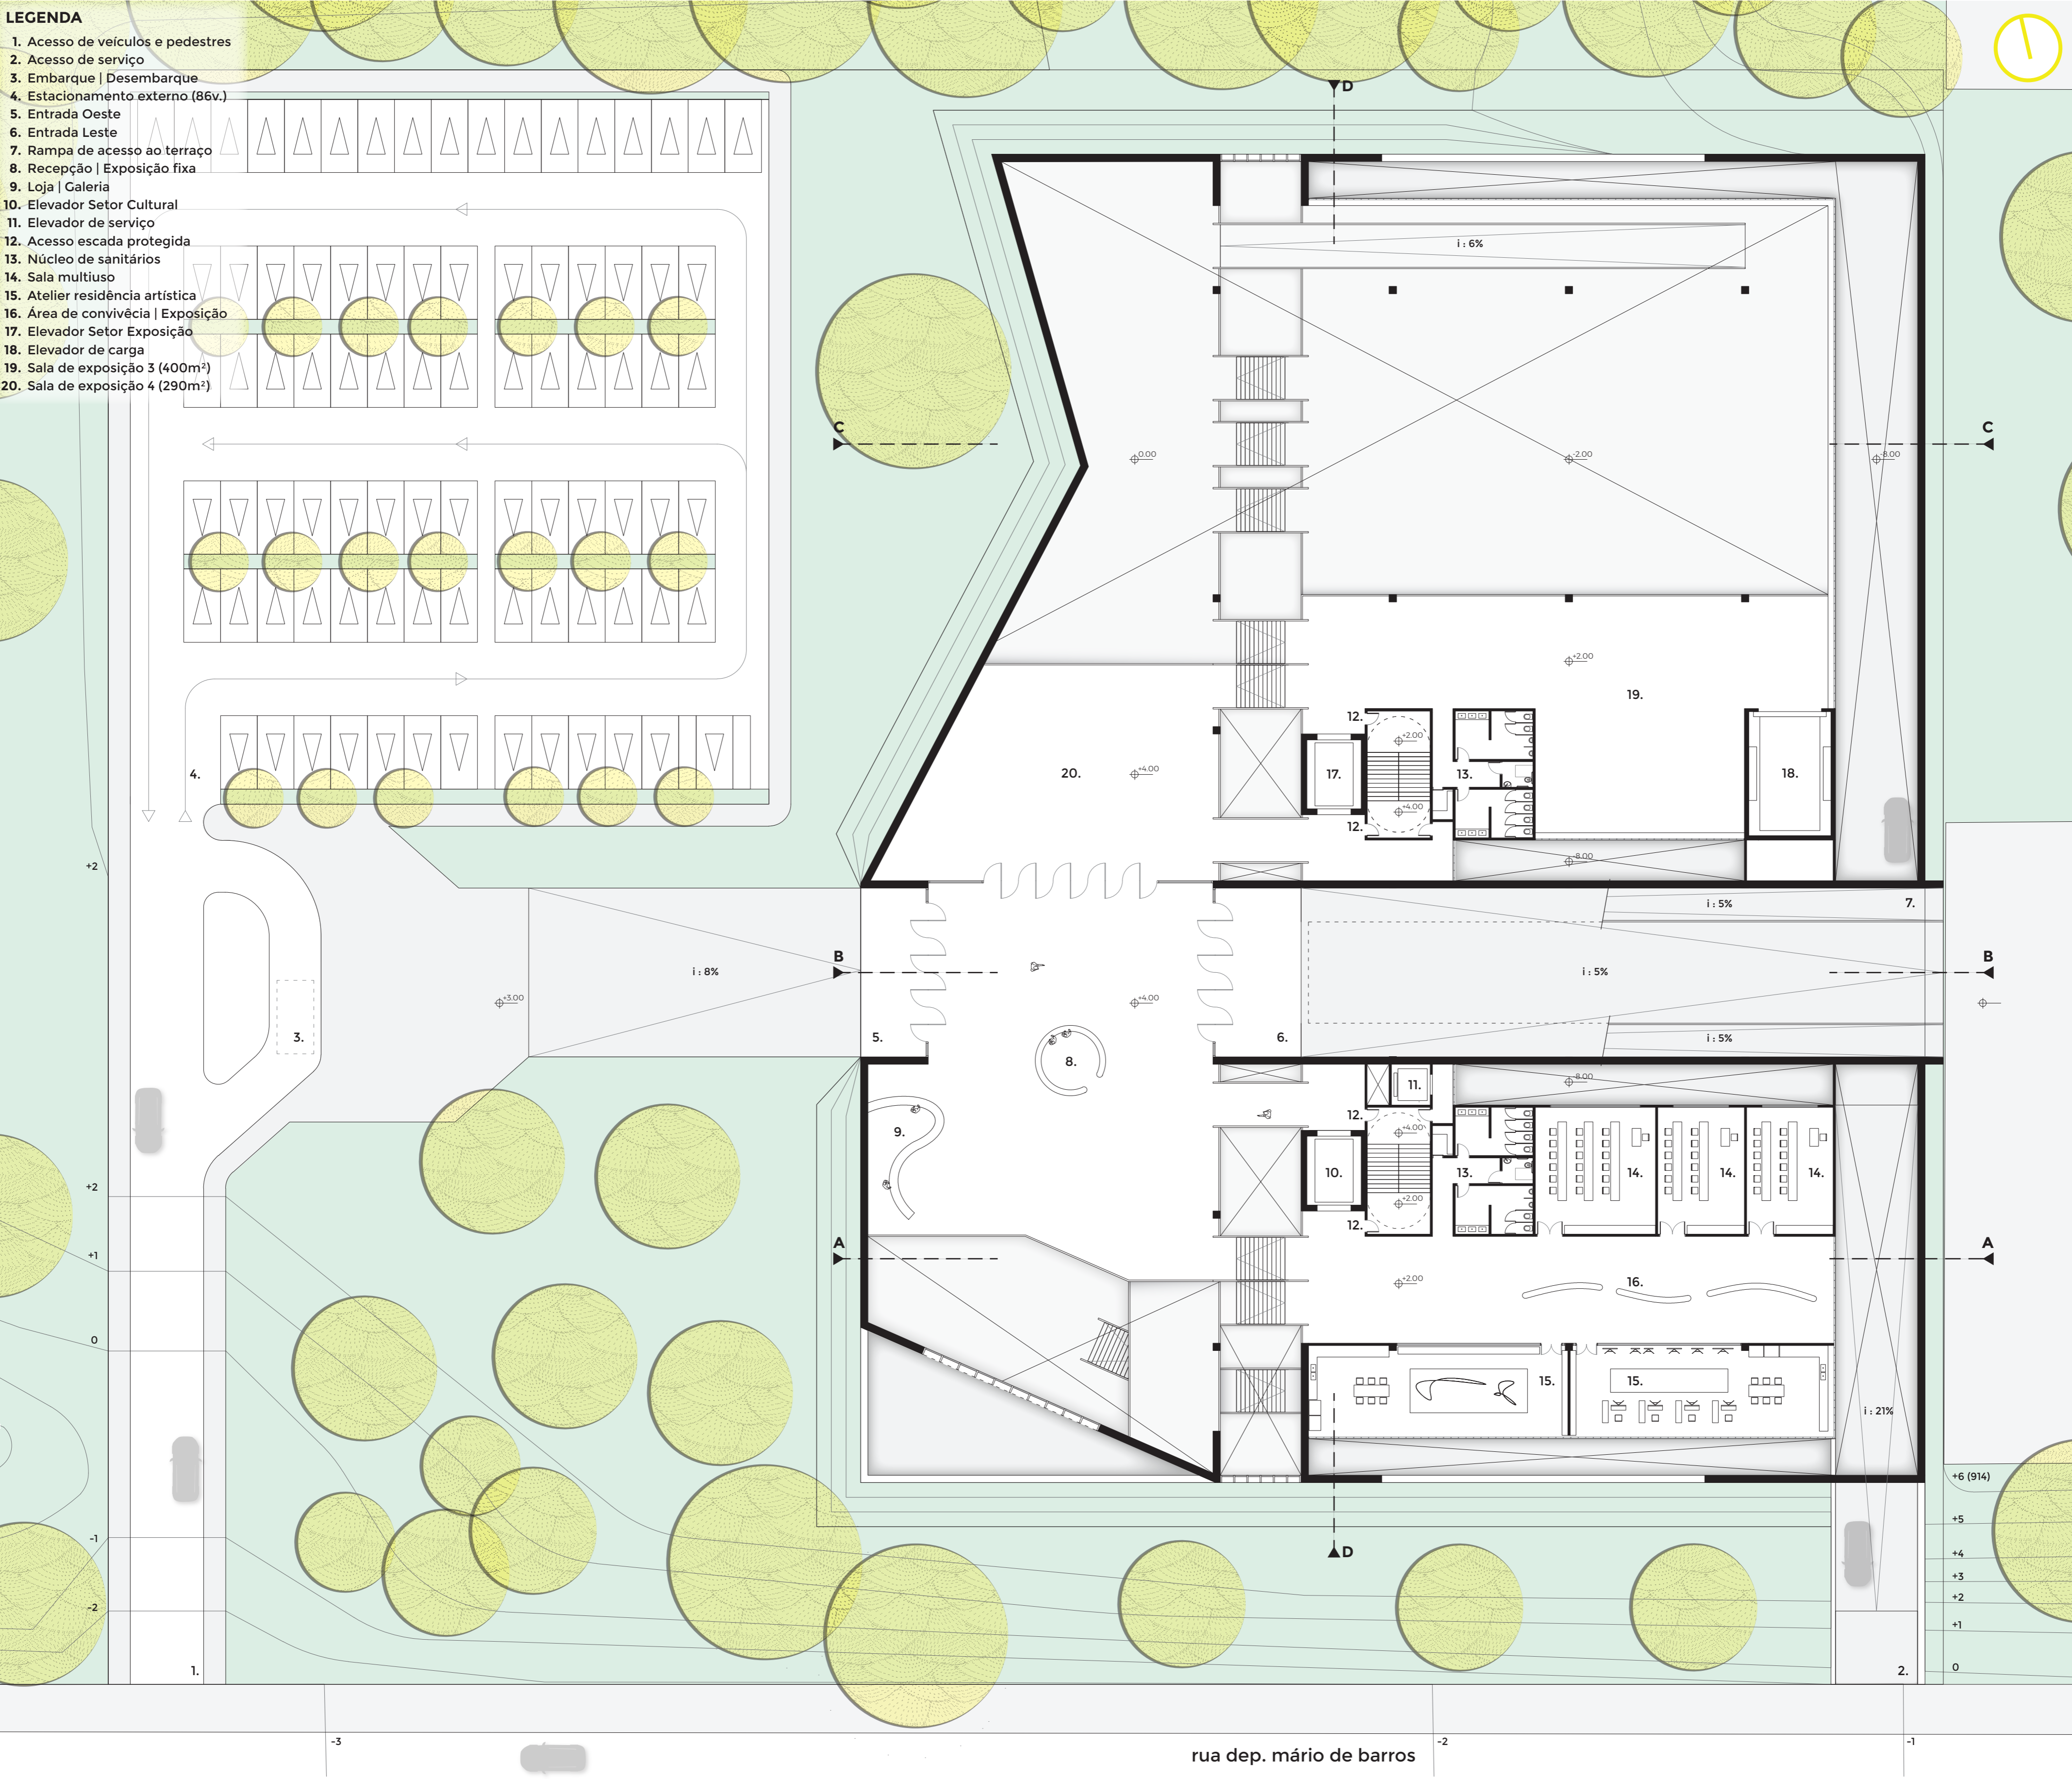 LEGENDA
1. Acesso de veículos e pedestres
2. Acesso de serviço
3. Embarque | Desembarque
4. Estacionamento externo (86v.)
5. Entrada Oeste
6. Entrada Leste
7. Rampa de acesso ao terraço
8. Recepção | Exposição fixa
9. Loja | Galeria
10. Elevador Setor Cultural
11. Elevador de serviço
12. Acesso escada protegida
13. Núcleo de sanitários
14. Sala multiuso
15. Atelier residência artística
16. Área de convivêcia | Exposição
17. Elevador Setor Exposição
18. Elevador de carga
19. Sala de exposição 3 (400m²)
20. Sala de exposição 4 (290m²)
D
i : 6%
C
C
0.00
-2.00
-8.00
+2.00
19.
12.
+2.00
4.
20.
+4.00
17.
13.
18.
+4.00
12.
+2
-8.00
i : 5%
7.
B
B
i : 8%
i : 5%
+3.00
+4.00
3.
5.
6.
i : 5%
8.
-8.00
11.
12.
9.
+4.00
10.
13.
14.
14.
14.
+2
+2.00
12.
A
A
+1
+2.00
16.
0
15.
15.
i : 21%
+6 (914)
+5
-1
D
+4
+3
+2
-2
+1
1.
2.
0
-3
-2
-1
rua dep. mário de barros